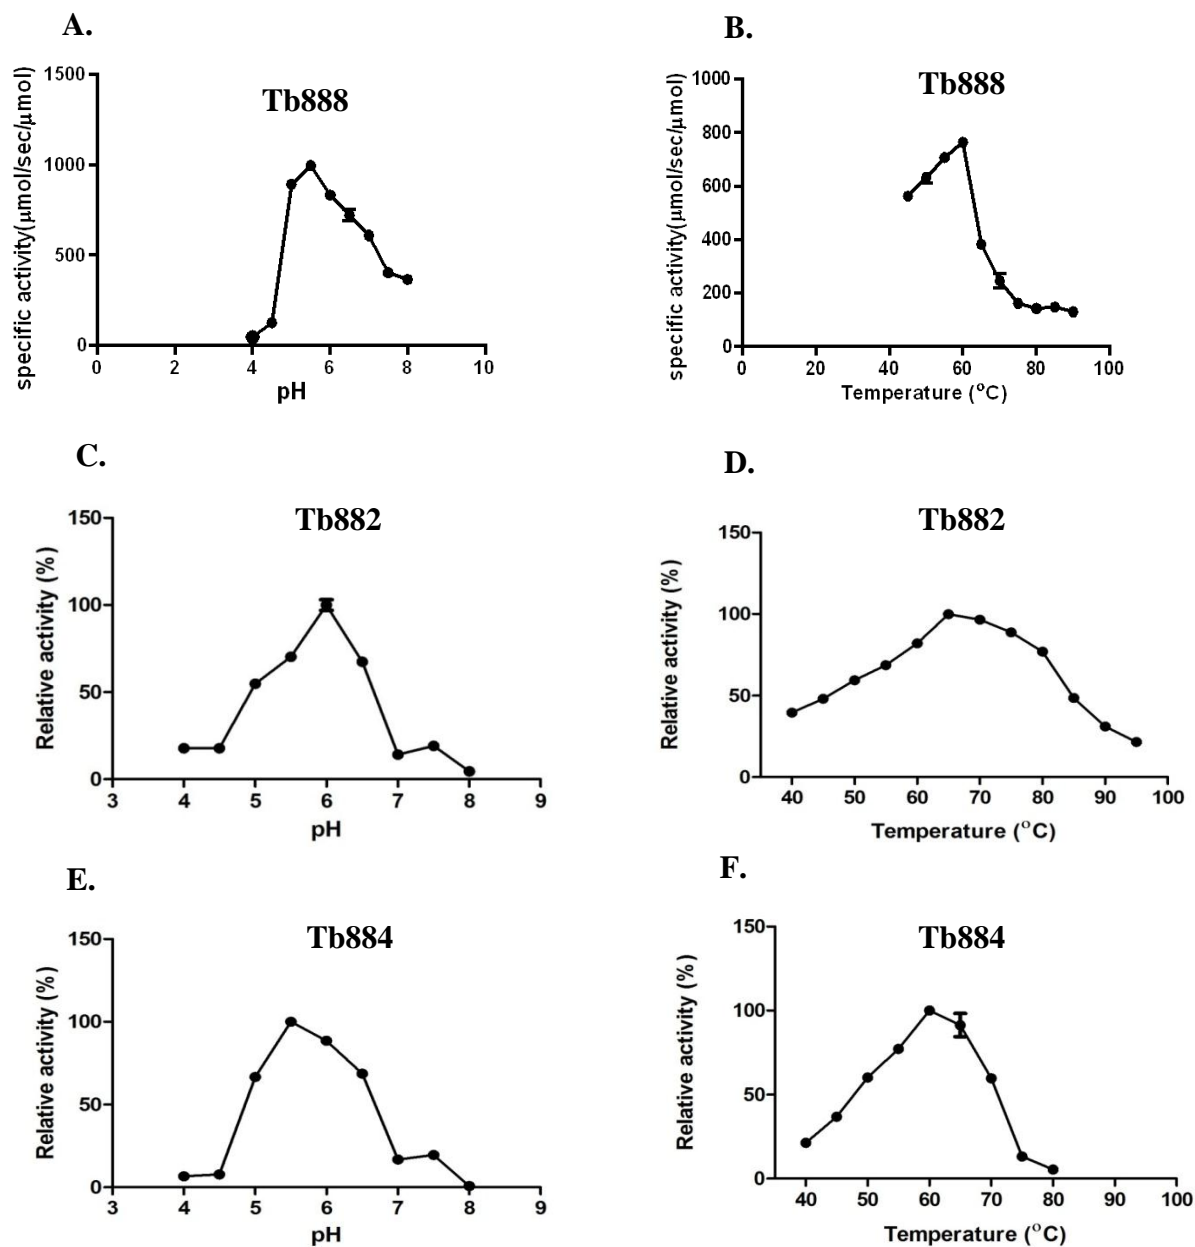 A.
Tb888
specific activity(μmol/sec/μmol)
1500
1000
500
0
0 2 4 6 8 10
pH
B.
Tb888
specific activity(μmol/sec/μmol)
1000
800
600
400
200
0
0 20 40 60 80 100
Temperature (°C)
C.
Tb882
Relative activity (%)
150
100
50
0
3 4 5 6 7 8 9
pH
D.
Tb882
Relative activity (%)
150
100
50
0
40 50 60 70 80 90 100
Temperature (°C)
E.
Tb884
Relative activity (%)
150
100
50
0
3 4 5 6 7 8 9
pH
F.
Tb884
Relative activity (%)
150
100
50
0
40 50 60 70 80 90 100
Temperature (°C)